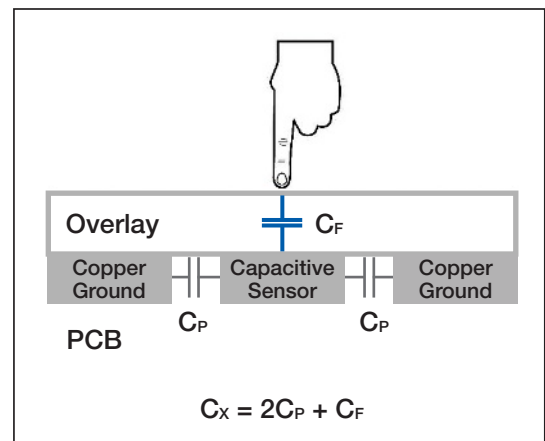 Overlay
CF
Copper
Ground
Capacitive
Sensor
Copper
Ground
CP
CP
PCB
CX = 2CP + CF